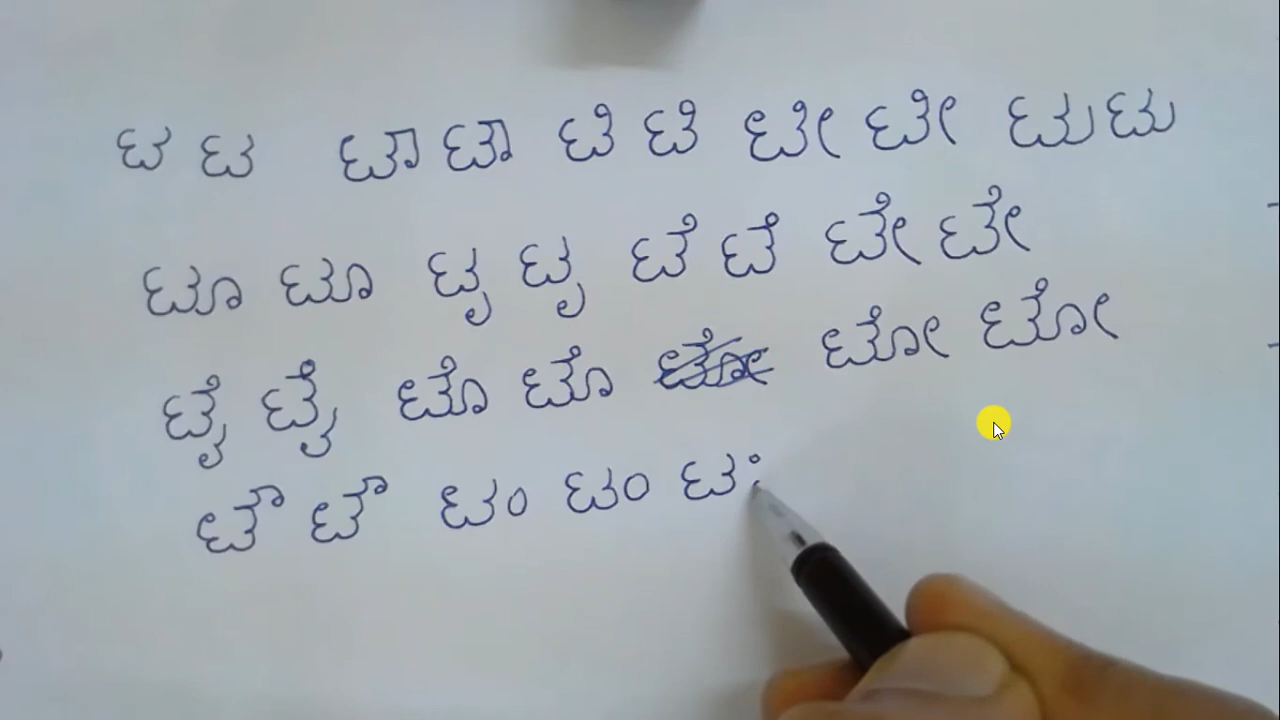 ಟ ಟ ಟಾ ಟಾ ಟಿ ಟಿ ಟೀ ಟೀ ಟು ಟು
ಟೂ ಟೂ ಟೃ ಟೃ ಟೆ ಟೆ ಟೇ ಟೇ
ಟೈ ಟೈ ಟೊ ಟೊ ಟೋ ಟೋ
ಟೌ ಟೌ ಟಂ ಟಂ ಟಃ